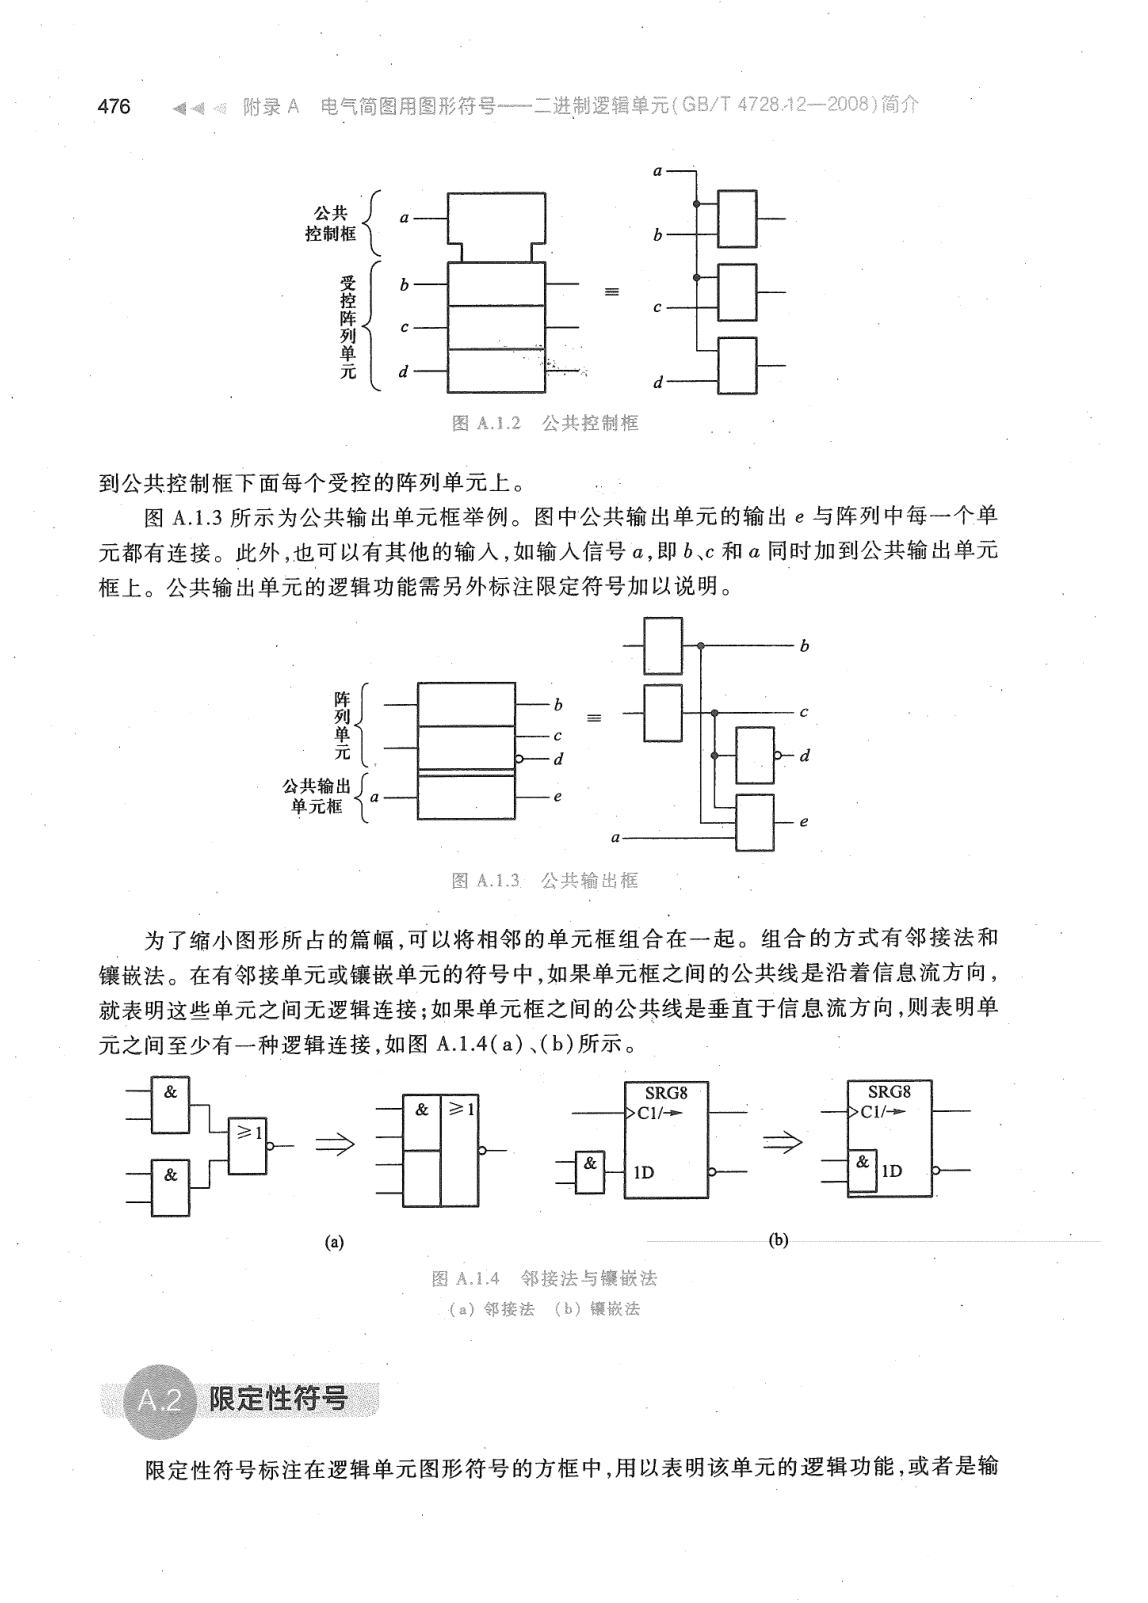 476 附录 A 电气简图用图形符号——二进制逻辑单元(GB/T 4728.12—2008)简介
公共
控制框
a
受控阵列单元
b
c
d
≡
a
b
c
d
图 A.1.2 公共控制框
到公共控制框下面每个受控的阵列单元上。
图 A.1.3 所示为公共输出单元框举例。图中公共输出单元的输出 e 与阵列中每一个单
元都有连接。此外,也可以有其他的输入,如输入信号 a,即 b、c 和 a 同时加到公共输出单元
框上。公共输出单元的逻辑功能需另外标注限定符号加以说明。
阵列单元
公共输出
单元框
a
b
c
d
e
≡
b
c
d
e
a
图 A.1.3 公共输出框
为了缩小图形所占的篇幅,可以将相邻的单元框组合在一起。组合的方式有邻接法和
镶嵌法。在有邻接单元或镶嵌单元的符号中,如果单元框之间的公共线是沿着信息流方向,
就表明这些单元之间无逻辑连接;如果单元框之间的公共线是垂直于信息流方向,则表明单
元之间至少有一种逻辑连接,如图 A.1.4(a)、(b)所示。
&
&
≥1
&
≥1
SRG8
C1/→
&
1D
SRG8
C1/→
&
1D
(a)
(b)
图 A.1.4 邻接法与镶嵌法
(a) 邻接法 (b) 镶嵌法
A.2 限定性符号
限定性符号标注在逻辑单元图形符号的方框中,用以表明该单元的逻辑功能,或者是输